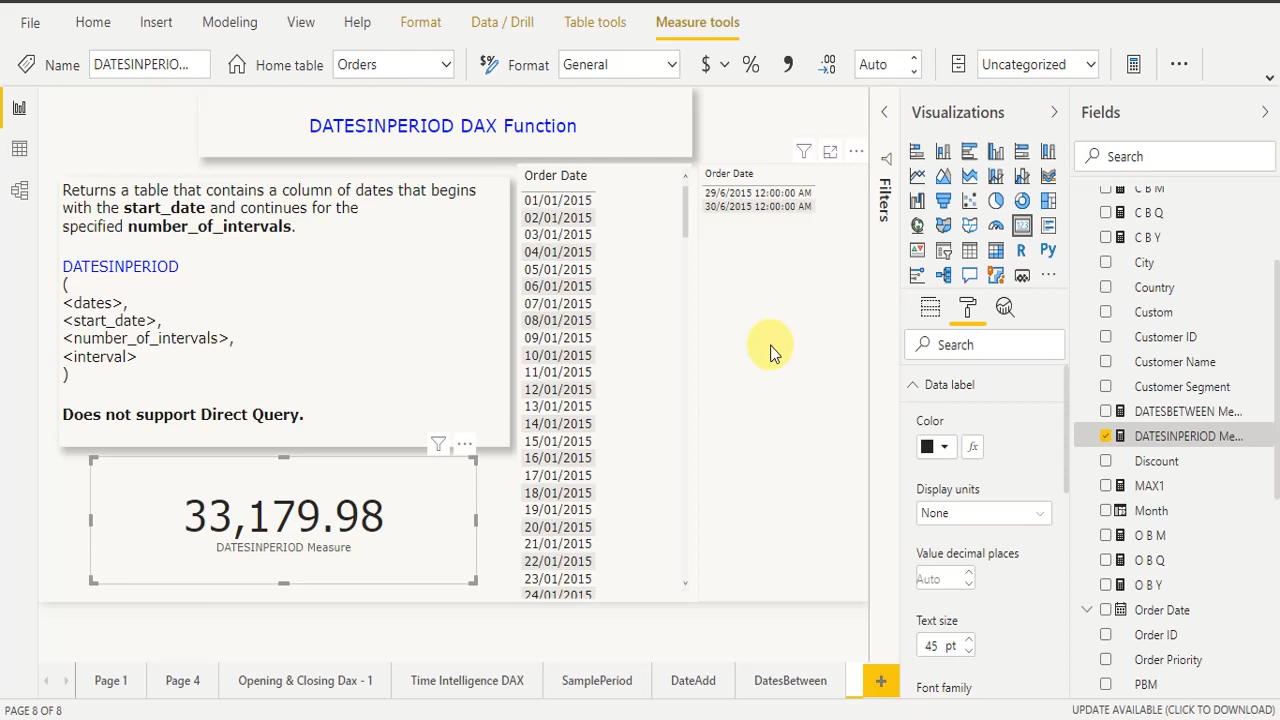 File Home Insert Modeling View Help Format Data / Drill Table tools Measure tools
Name DATESINPERIO... Home table Orders Format General $ % Auto Uncategorized
DATESINPERIOD DAX Function
Returns a table that contains a column of dates that begins
with the start_date and continues for the
specified number_of_intervals.
DATESINPERIOD
(
<dates>,
<start_date>,
<number_of_intervals>,
<interval>
)
Does not support Direct Query.
33,179.98
DATESINPERIOD Measure
Order Date
01/01/2015
02/01/2015
03/01/2015
04/01/2015
05/01/2015
06/01/2015
07/01/2015
08/01/2015
09/01/2015
10/01/2015
11/01/2015
12/01/2015
13/01/2015
14/01/2015
15/01/2015
16/01/2015
17/01/2015
18/01/2015
19/01/2015
20/01/2015
21/01/2015
22/01/2015
23/01/2015
24/01/2015
Order Date
29/6/2015 12:00:00 AM
30/6/2015 12:00:00 AM
Filters
Visualizations
R Py
Search
Data label
Color
fx
Display units
None
Value decimal places
Auto
Text size
45 pt
Font family
Fields
Search
C B M
C B Q
C B Y
City
Country
Custom
Customer ID
Customer Name
Customer Segment
DATESBETWEEN Me...
DATESINPERIOD Me...
Discount
MAX1
Month
O B M
O B Q
O B Y
Order Date
Order ID
Order Priority
PBM
Page 1 Page 4 Opening & Closing Dax - 1 Time Intelligence DAX SamplePeriod DateAdd DatesBetween
PAGE 8 OF 8
UPDATE AVAILABLE (CLICK TO DOWNLOAD)